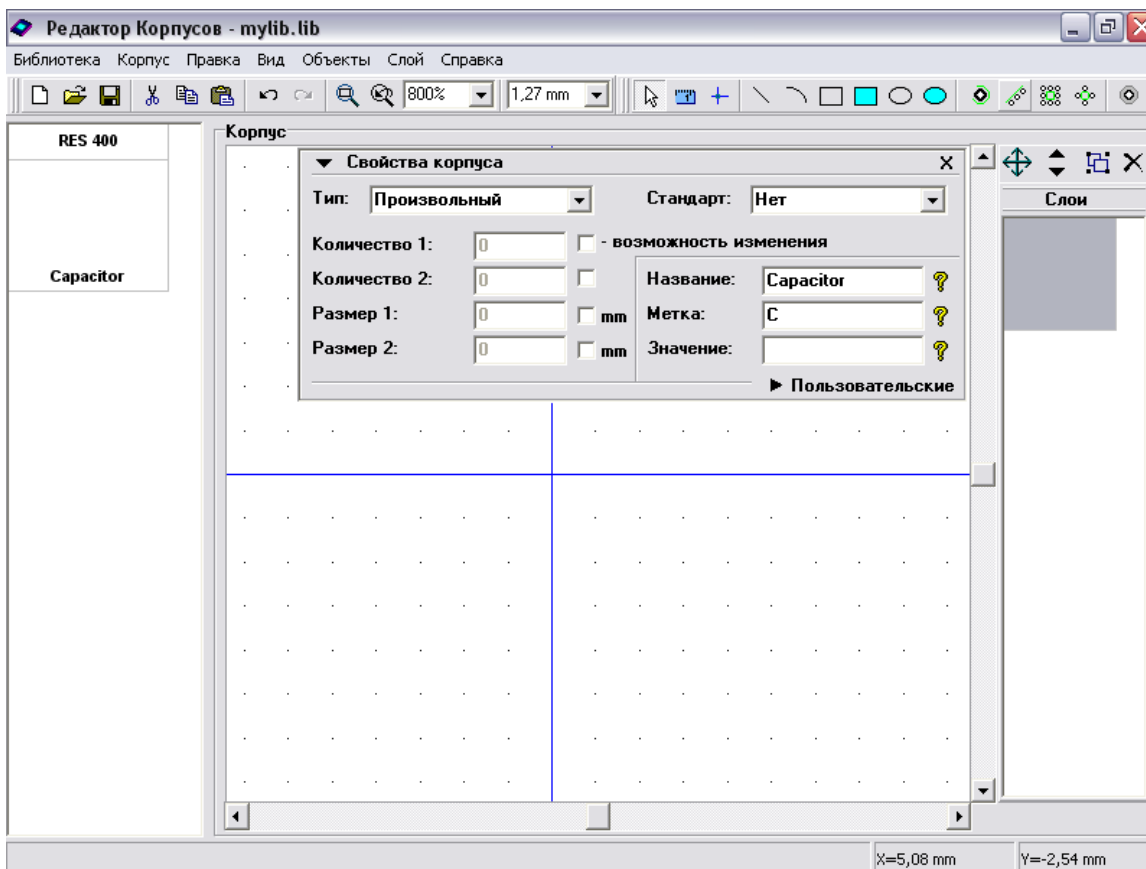 Редактор Корпусов - mylib.lib
Библиотека Корпус Правка Вид Объекты Слой Справка
800% 1,27 mm
RES 400
Capacitor
Корпус
Свойства корпуса
Тип: Произвольный Стандарт: Нет
Количество 1: 0 - возможность изменения
Количество 2: 0 Название: Capacitor
Размер 1: 0 mm Метка: C
Размер 2: 0 mm Значение:
Пользовательские
Слои
X=5,08 mm Y=-2,54 mm